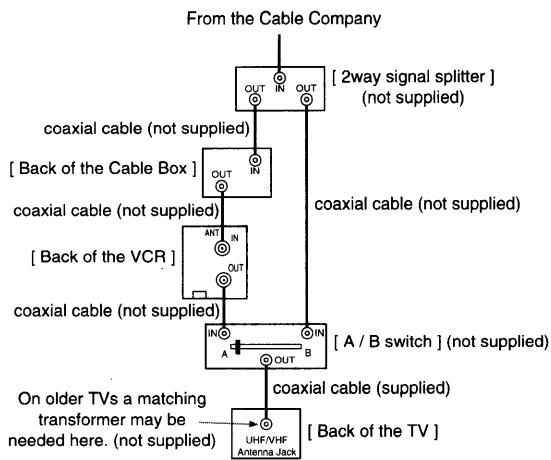 From the Cable Company
IN
OUT
OUT
[ 2way signal splitter ]
(not supplied)
coaxial cable (not supplied)
[ Back of the Cable Box ]
OUT
IN
coaxial cable (not supplied)
coaxial cable (not supplied)
ANT
IN
[ Back of the VCR ]
OUT
coaxial cable (not supplied)
IN
IN
A
B
[ A / B switch ] (not supplied)
OUT
coaxial cable (supplied)
On older TVs a matching
transformer may be
needed here. (not supplied)
UHF/VHF
Antenna Jack
[ Back of the TV ]